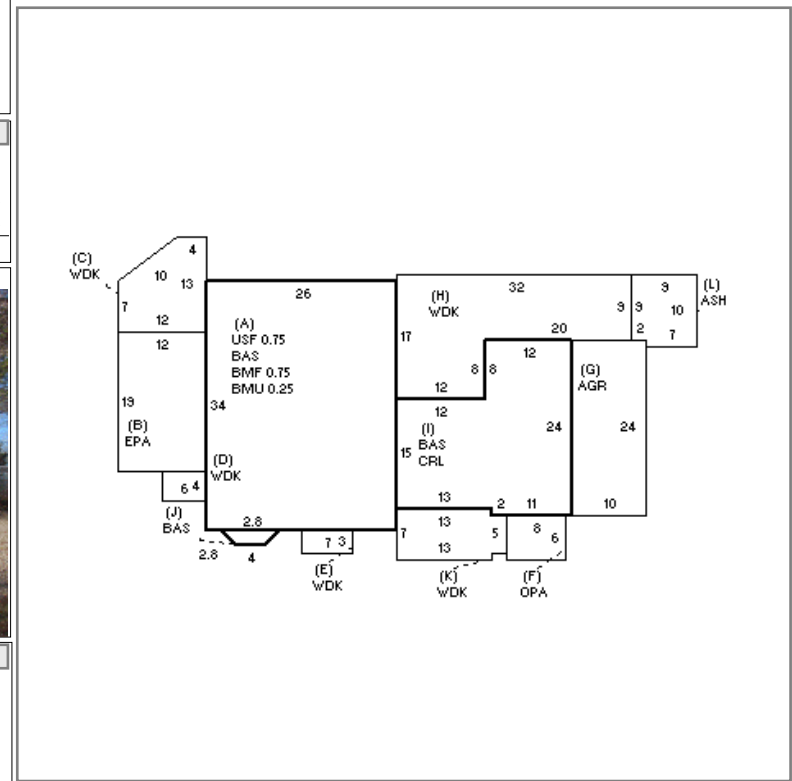 (C)
WDK
4
10
13
7
12
12
19
(B)
EPA
6 4
(J)
BAS
2.8
26
(A)
USF 0.75
BAS
BMF 0.75
BMU 0.25
34
(D)
WDK
2.8
4
7 3
(E)
WDK
32
(H)
WDK
17
9
20
8
8
12
12
12
(I)
BAS
CRL
15
24
13
2
11
9
9
10
2
7
(L)
ASH
(G)
AGR
24
10
7
13
13
5
8
6
(K)
WDK
(F)
OPA